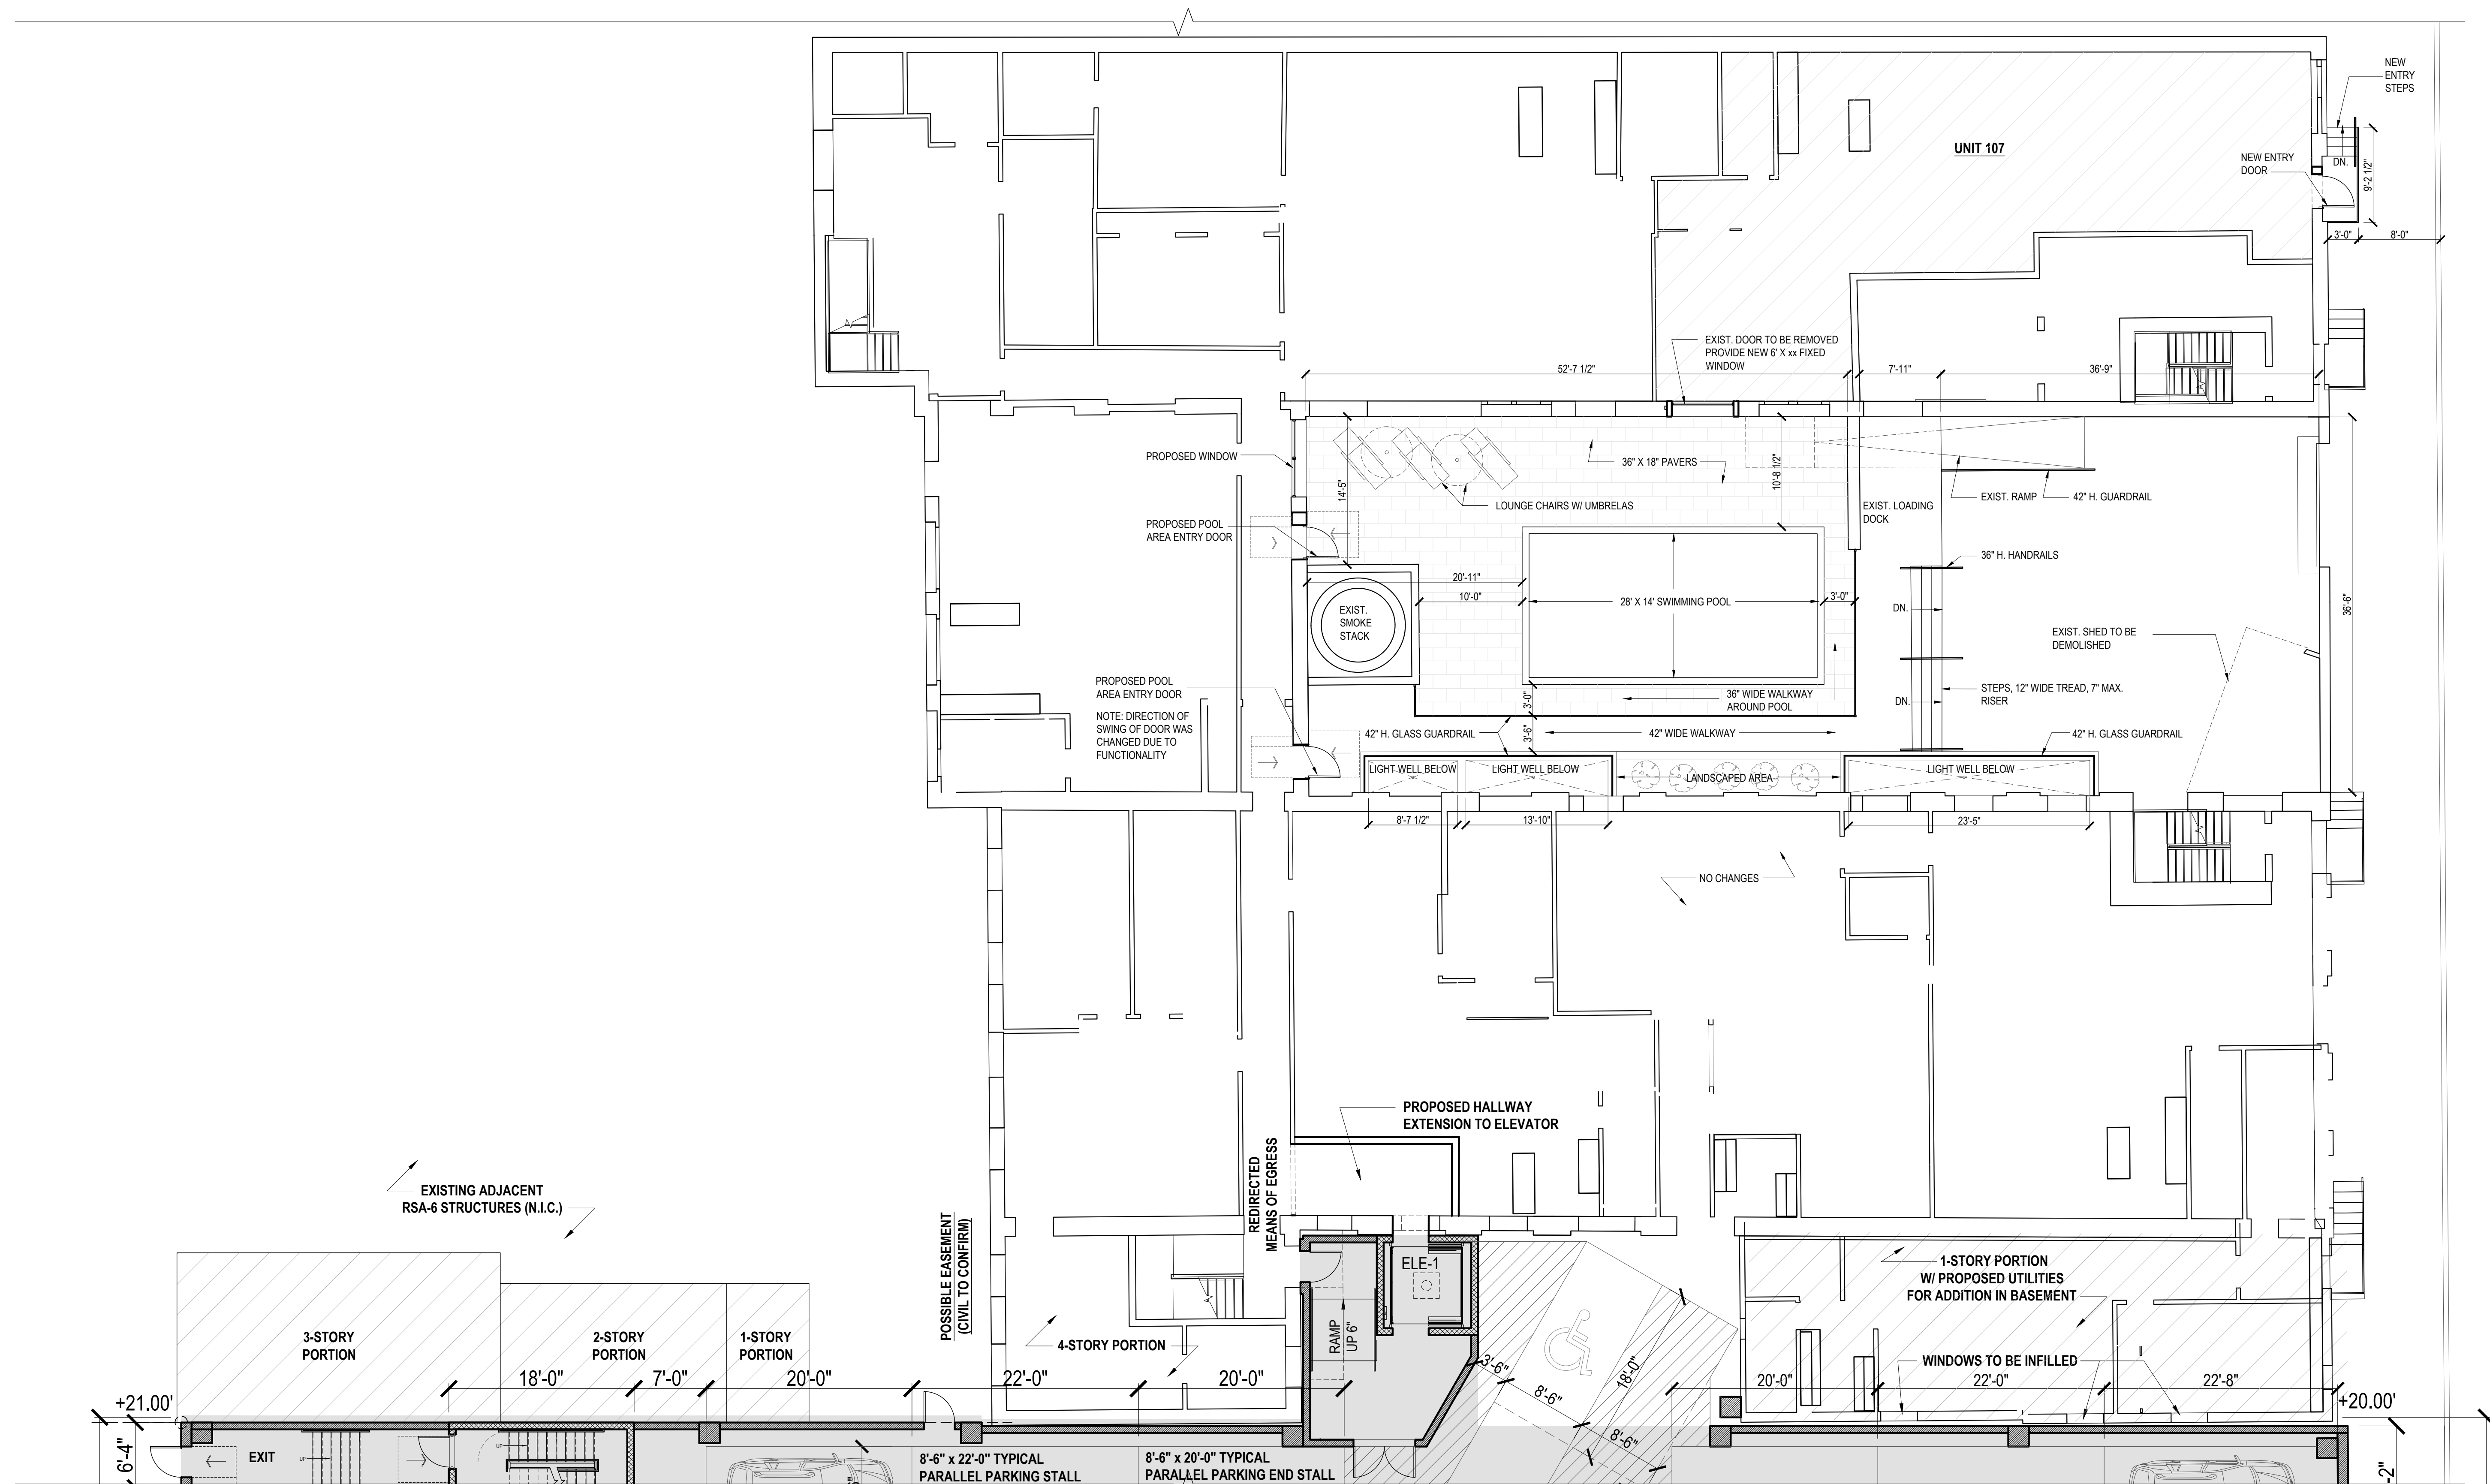 NEW
ENTRY
STEPS
UNIT 107
NEW ENTRY
DOOR
DN.
9'-2 1/2"
3'-0"
8'-0"
EXIST. DOOR TO BE REMOVED
PROVIDE NEW 6' X xx FIXED
WINDOW
52'-7 1/2"
7'-11"
36'-9"
PROPOSED WINDOW
36" X 18" PAVERS
14'-5"
10'-8 1/2"
LOUNGE CHAIRS W/ UMBRELAS
EXIST. LOADING
DOCK
EXIST. RAMP
42" H. GUARDRAIL
PROPOSED POOL
AREA ENTRY DOOR
36" H. HANDRAILS
20'-11"
10'-0"
28' X 14' SWIMMING POOL
3'-0"
EXIST.
SMOKE
STACK
DN.
36'-6"
EXIST. SHED TO BE
DEMOLISHED
PROPOSED POOL
AREA ENTRY DOOR
NOTE: DIRECTION OF
SWING OF DOOR WAS
CHANGED DUE TO
FUNCTIONALITY
36" WIDE WALKWAY
AROUND POOL
3'-0"
DN.
STEPS, 12" WIDE TREAD, 7" MAX.
RISER
42" H. GLASS GUARDRAIL
3'-6"
42" WIDE WALKWAY
42" H. GLASS GUARDRAIL
LIGHT WELL BELOW
LIGHT WELL BELOW
LANDSCAPED AREA
LIGHT WELL BELOW
8'-7 1/2"
13'-10"
23'-5"
NO CHANGES
PROPOSED HALLWAY
EXTENSION TO ELEVATOR
REDIRECTED
MEANS OF EGRESS
EXISTING ADJACENT
RSA-6 STRUCTURES (N.I.C.)
POSSIBLE EASEMENT
(CIVIL TO CONFIRM)
ELE-1
RAMP
UP 6"
1-STORY PORTION
W/ PROPOSED UTILITIES
FOR ADDITION IN BASEMENT
3-STORY
PORTION
2-STORY
PORTION
1-STORY
PORTION
4-STORY PORTION
WINDOWS TO BE INFILLED
18'-0"
7'-0"
20'-0"
22'-0"
20'-0"
3'-6"
8'-6"
18'-0"
8'-6"
20'-0"
22'-0"
22'-8"
+21.00'
+20.00'
6'-4"
EXIT
UP
UP
8'-6" x 22'-0" TYPICAL
PARALLEL PARKING STALL
8'-6" x 20'-0" TYPICAL
PARALLEL PARKING END STALL
-2"